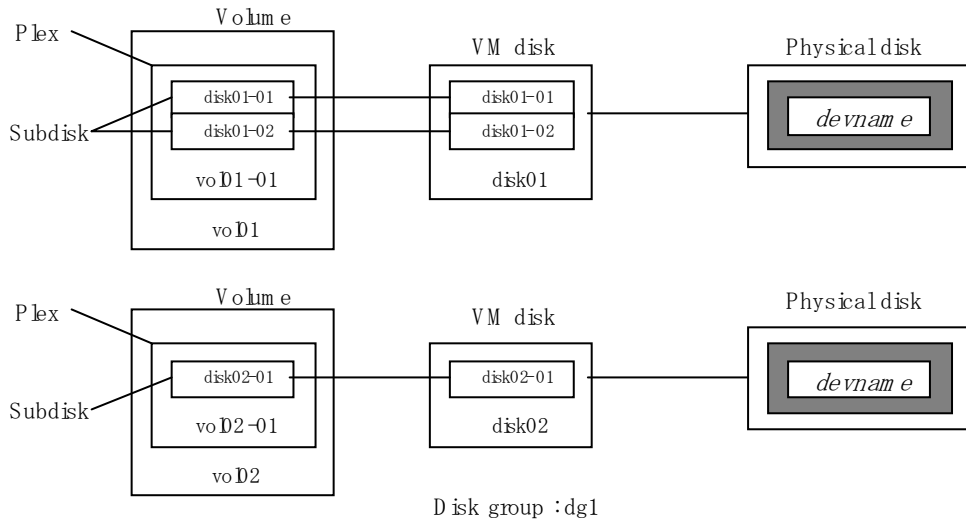 Volume
Plex
VM disk
Physical disk
disk01-01
disk01-01
devname
Subdisk
disk01-02
disk01-02
vol01-01
disk01
vol01
Volume
Plex
VM disk
Physical disk
disk02-01
disk02-01
devname
Subdisk
vol02-01
disk02
vol02
Disk group :dg1